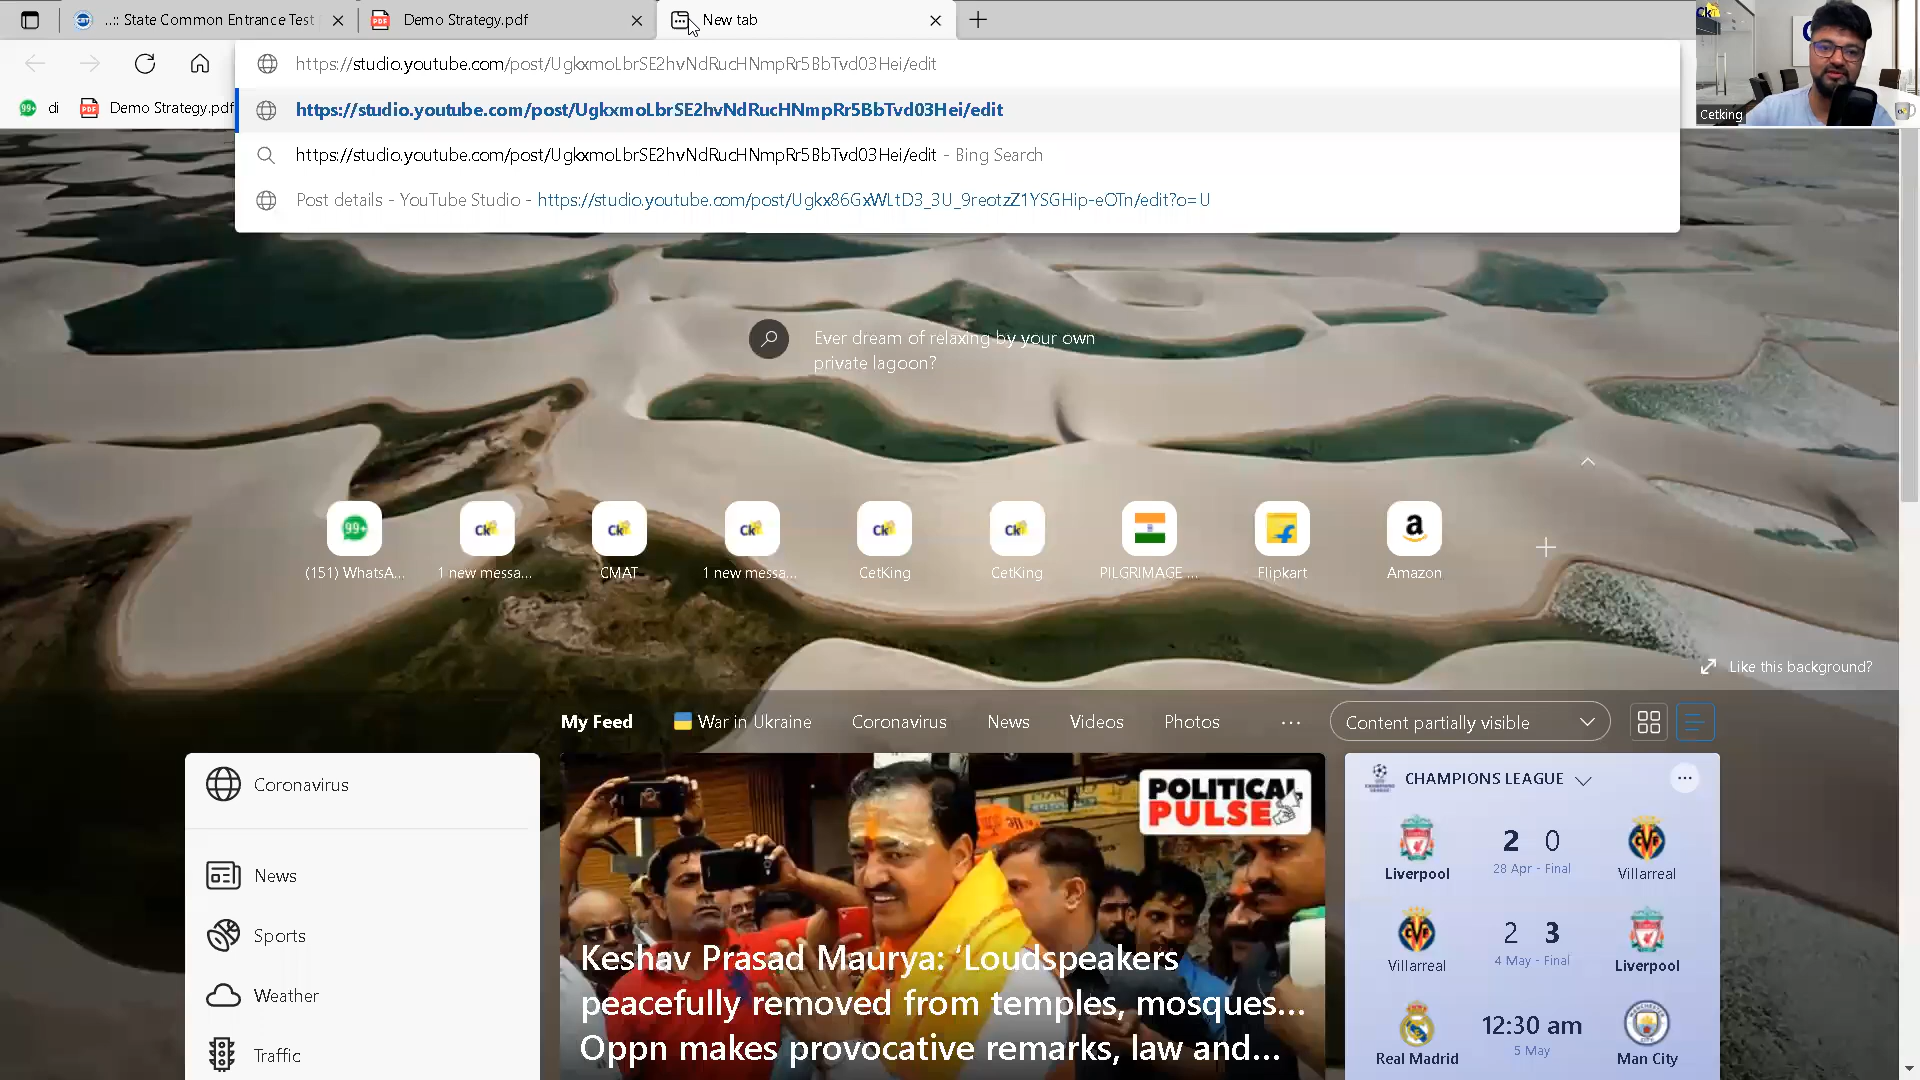 ..:: State Common Entrance Test
Demo Strategy.pdf
New tab
https://studio.youtube.com/post/UgkxmoLbrSE2hvNdRucHNmpRr5BbTvd03Hei/edit
di
Demo Strategy.pdf
https://studio.youtube.com/post/UgkxmoLbrSE2hvNdRucHNmpRr5BbTvd03Hei/edit
https://studio.youtube.com/post/UgkxmoLbrSE2hvNdRucHNmpRr5BbTvd03Hei/edit - Bing Search
Post details - YouTube Studio - https://studio.youtube.com/post/Ugkx86GxWLtD3_3U_9reotzZ1YSGHip-eOTn/edit?o=U
Cetking
Ever dream of relaxing by your own
private lagoon?
99+
Ck
Ck
Ck
Ck
Ck
a
(151) WhatsA...
1 new messa...
CMAT
1 new messa...
CetKing
CetKing
PILGRIMAGE ...
Flipkart
Amazon
Like this background?
My Feed
War in Ukraine
Coronavirus
News
Videos
Photos
...
Content partially visible
Coronavirus
News
Sports
Weather
Traffic
POLITICAL
PULSE
Keshav Prasad Maurya: ‘Loudspeakers
peacefully removed from temples, mosques...
Oppn makes provocative remarks, law and...
CHAMPIONS LEAGUE
2 0
28 Apr - Final
Liverpool
Villarreal
2 3
4 May - Final
Villarreal
Liverpool
12:30 am
5 May
Real Madrid
Man City